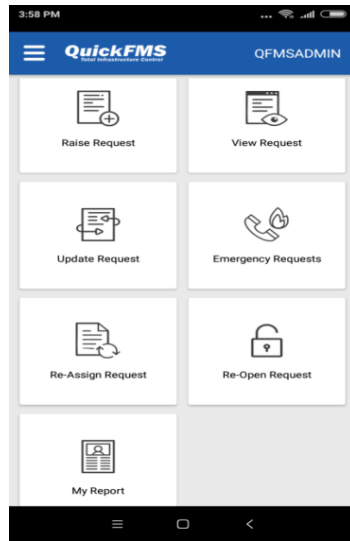 3:58 PM
QuickFMS
Total Infrastructure Control
QFMSADMIN
Raise Request
View Request
Update Request
Emergency Requests
Re-Assign Request
Re-Open Request
My Report